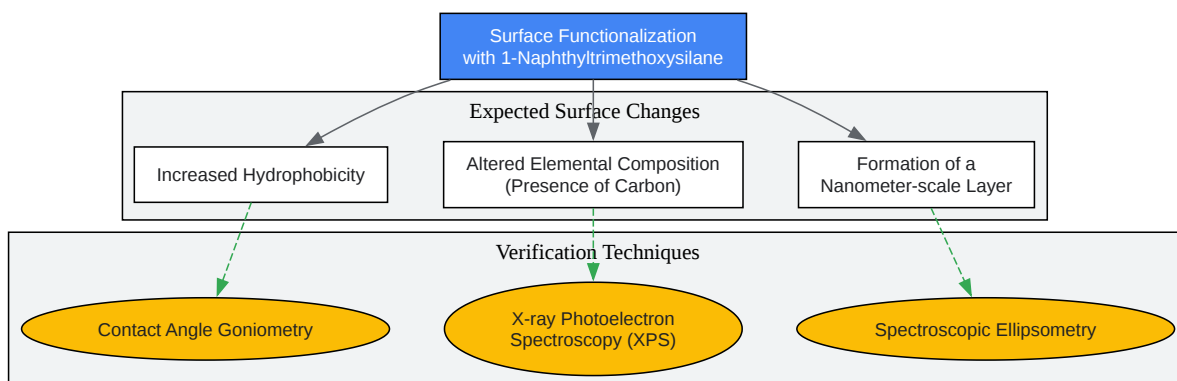 Surface Functionalization
with 1-Naphthyltrimethoxysilane
Expected Surface Changes
Increased Hydrophobicity
Altered Elemental Composition
(Presence of Carbon)
Formation of a
Nanometer-scale Layer
Verification Techniques
Contact Angle Goniometry
X-ray Photoelectron
Spectroscopy (XPS)
Spectroscopic Ellipsometry